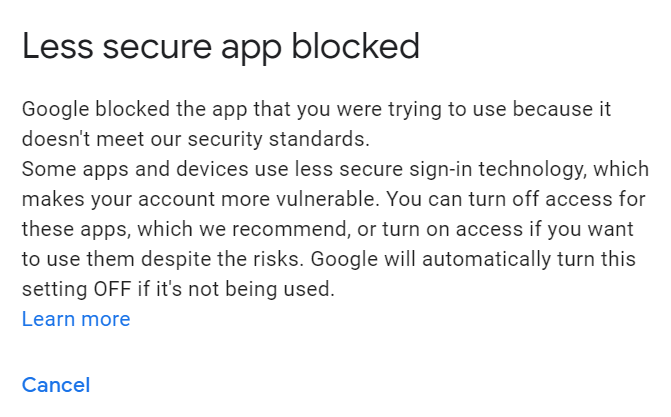 Less secure app blocked
Google blocked the app that you were trying to use because it
doesn't meet our security standards.
Some apps and devices use less secure sign-in technology, which
makes your account more vulnerable. You can turn off access for
these apps, which we recommend, or turn on access if you want
to use them despite the risks. Google will automatically turn this
setting OFF if it's not being used.
Learn more
Cancel